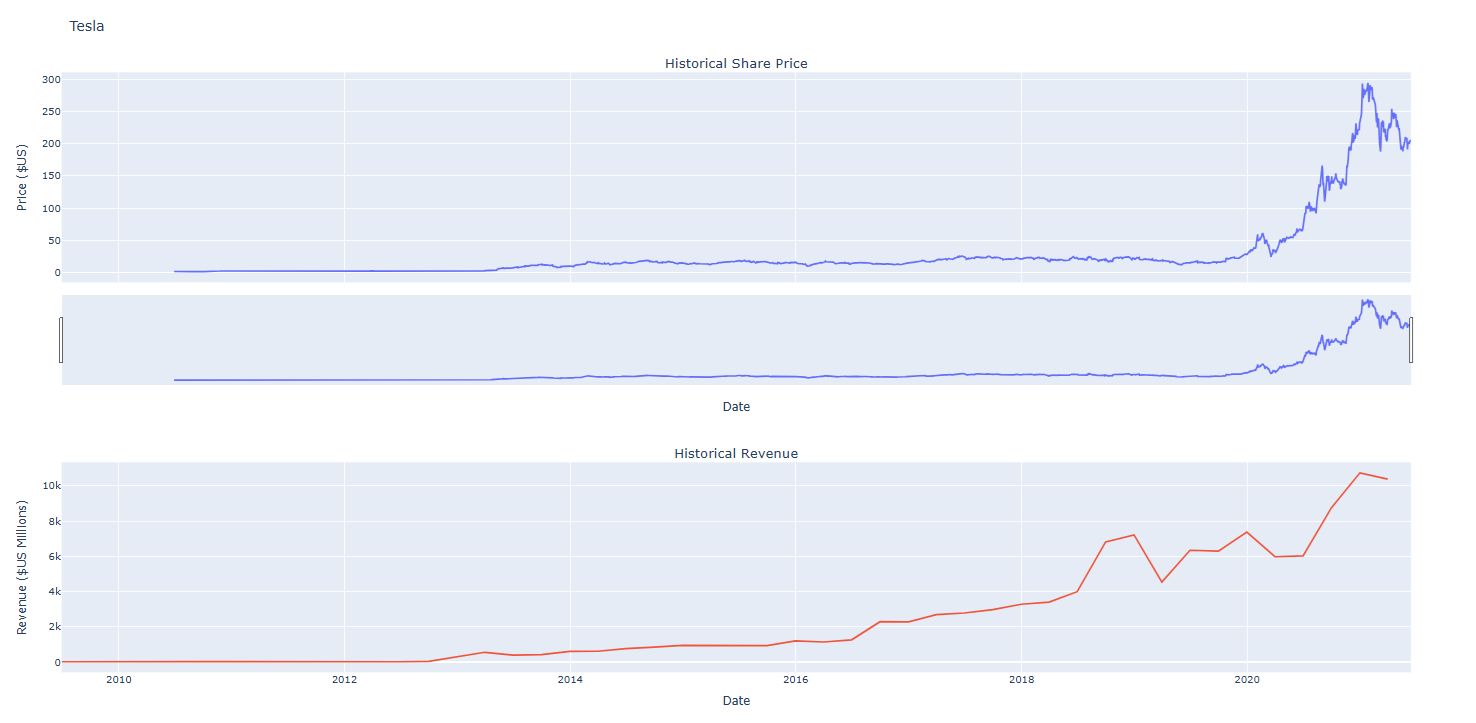 Tesla
Historical Share Price
300
250
200
150
100
50
0
Price ($US)
Date
Historical Revenue
10k
8k
6k
4k
2k
0
Revenue ($US Millions)
2010 2012 2014 2016 2018 2020
Date